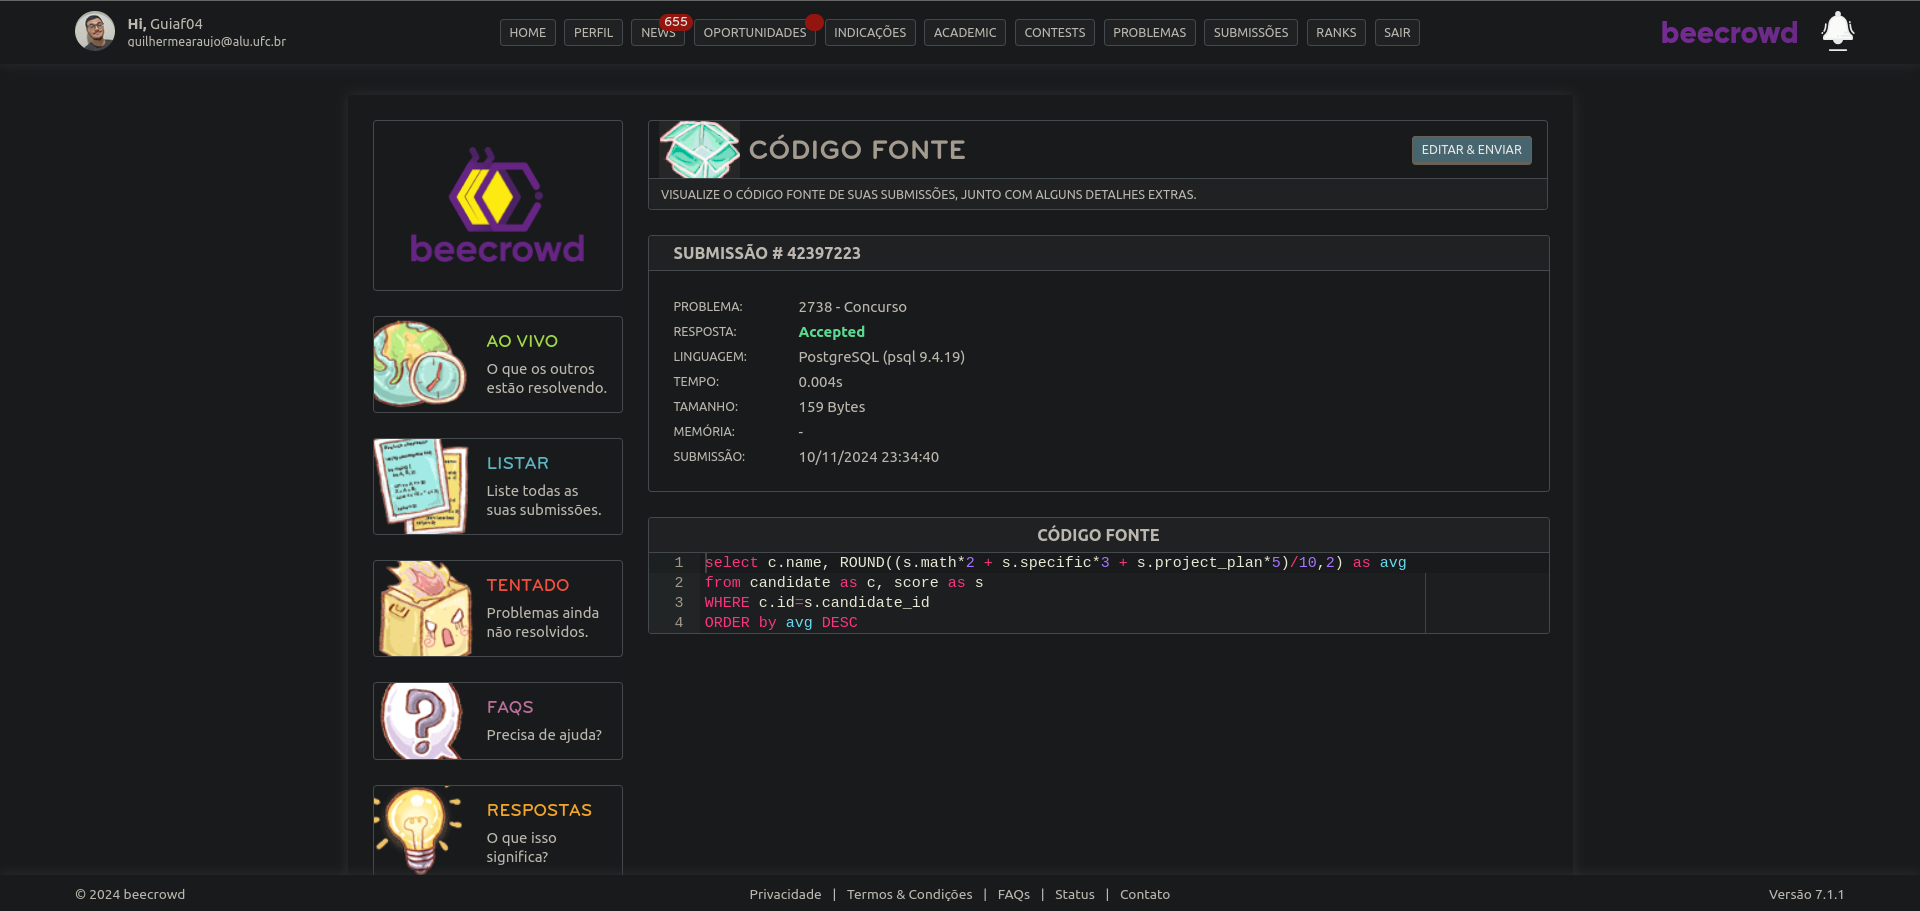 Hi, Guiaf04
guilhermearaujo@alu.ufc.br
HOME PERFIL NEWS 655 OPORTUNIDADES INDICAÇÕES ACADEMIC CONTESTS PROBLEMAS SUBMISSÕES RANKS SAIR
beecrowd
beecrowd
AO VIVO
O que os outros
estão resolvendo.
LISTAR
Liste todas as
suas submissões.
TENTADO
Problemas ainda
não resolvidos.
FAQS
Precisa de ajuda?
RESPOSTAS
O que isso
significa?
CÓDIGO FONTE
EDITAR & ENVIAR
VISUALIZE O CÓDIGO FONTE DE SUAS SUBMISSÕES, JUNTO COM ALGUNS DETALHES EXTRAS.
SUBMISSÃO # 42397223
PROBLEMA: 2738 - Concurso
RESPOSTA: Accepted
LINGUAGEM: PostgreSQL (psql 9.4.19)
TEMPO: 0.004s
TAMANHO: 159 Bytes
MEMÓRIA: -
SUBMISSÃO: 10/11/2024 23:34:40
CÓDIGO FONTE
1 select c.name, ROUND((s.math*2 + s.specific*3 + s.project_plan*5)/10,2) as avg
2 from candidate as c, score as s
3 WHERE c.id=s.candidate_id
4 ORDER by avg DESC
© 2024 beecrowd
Privacidade | Termos & Condições | FAQs | Status | Contato
Versão 7.1.1